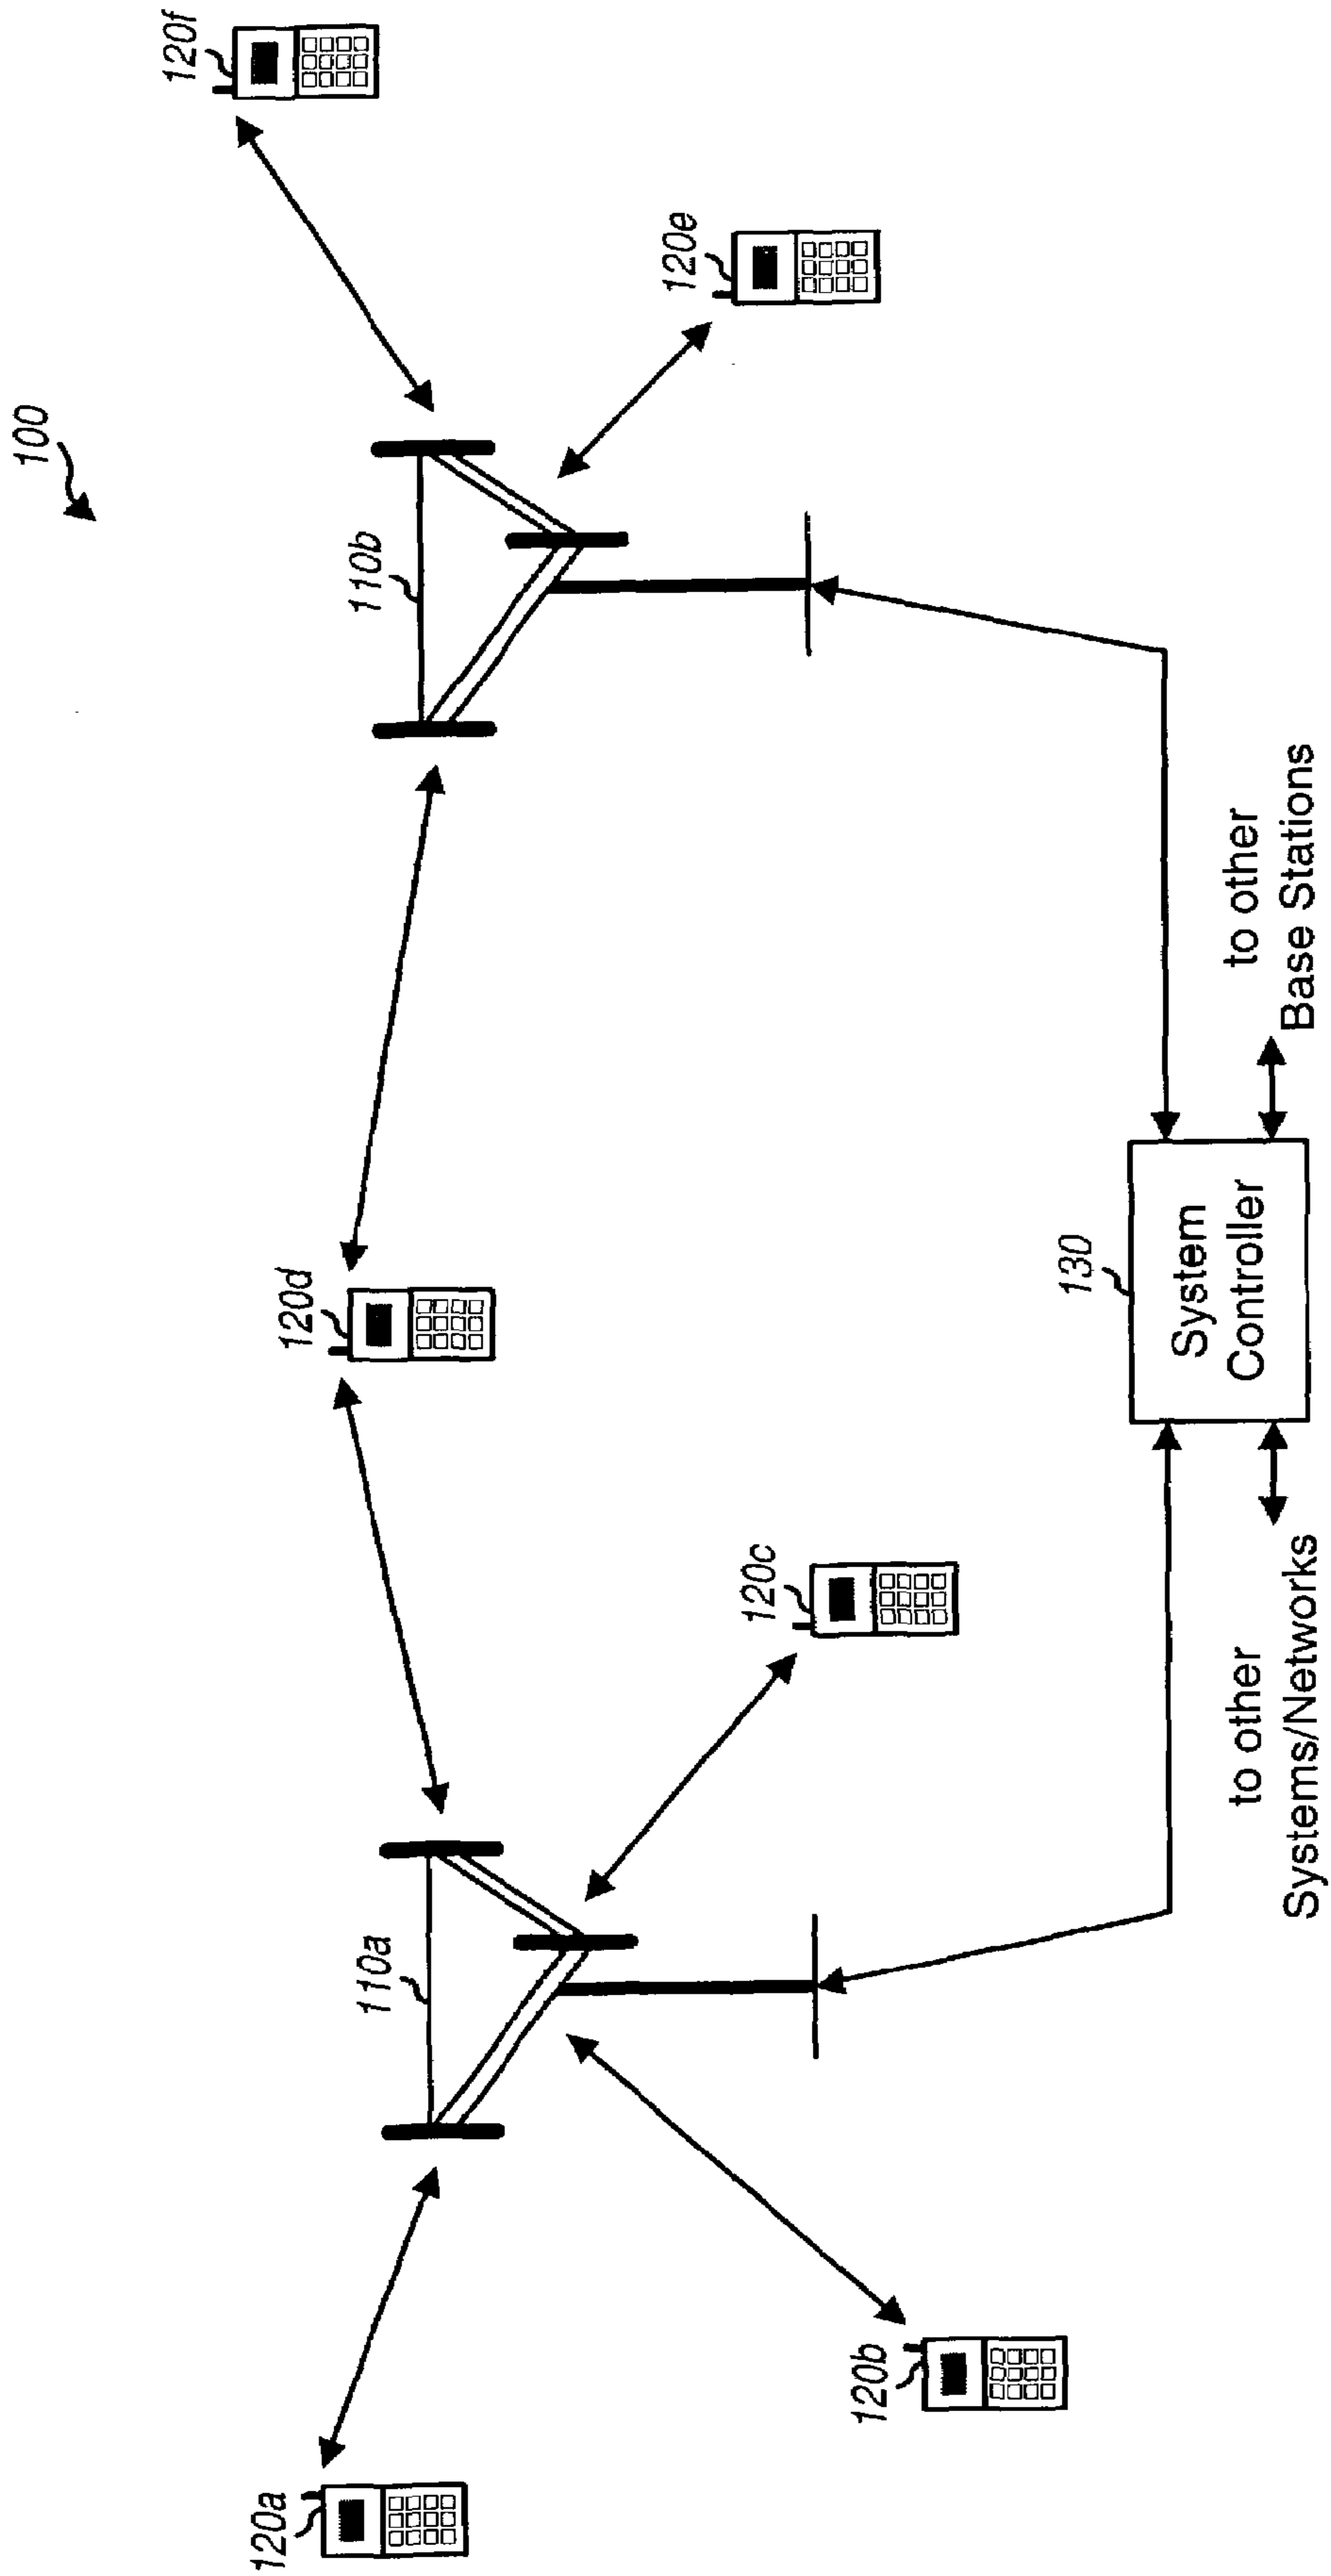 100
120f
110b
120e
120d
110a
120c
120a
120b
130
System
Controller
to other
Systems/Networks
to other
Base Stations